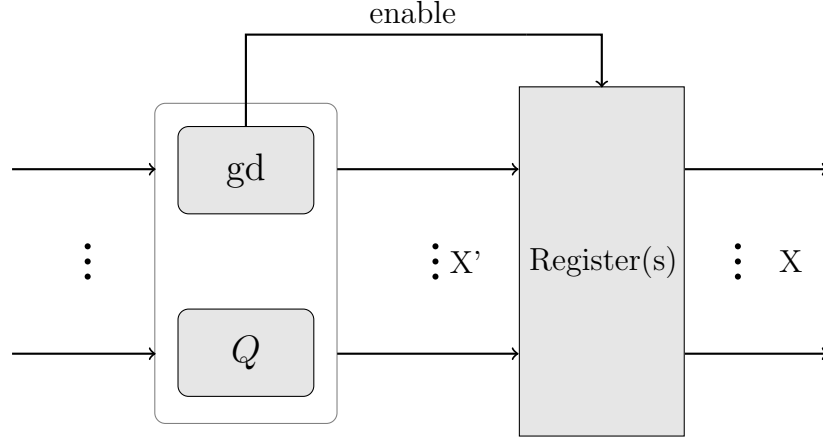 enable
gd
X'
Register(s)
X
Q